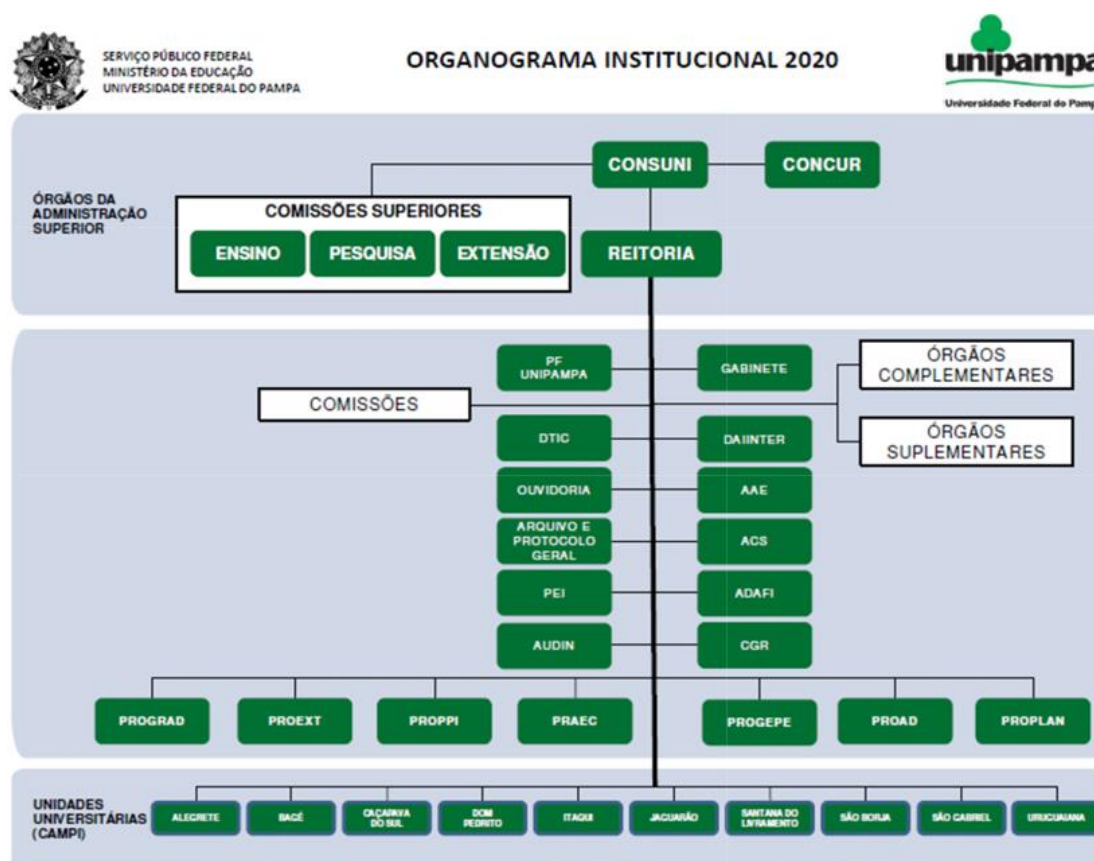 SERVIÇO PÚBLICO FEDERAL
MINISTÉRIO DA EDUCAÇÃO
UNIVERSIDADE FEDERAL DO PAMPA
ORGANOGRAMA INSTITUCIONAL 2020
unipampa
Universidade Federal do Pampa
ÓRGÃOS DA
ADMINISTRAÇÃO
SUPERIOR
CONSUNI
CONCUR
COMISSÕES SUPERIORES
ENSINO
PESQUISA
EXTENSÃO
REITORIA
PF
UNIPAMPA
GABINETE
ÓRGÃOS
COMPLEMENTARES
COMISSÕES
DTIC
DAIINTER
ÓRGÃOS
SUPLEMENTARES
OUVIDORIA
AAE
ARQUIVO E
PROTOCOLO
GERAL
ACS
PEI
ADAFI
AUDIN
CGR
PROGRAD
PROEXT
PROPPI
PRAEC
PROGEPE
PROAD
PROPLAN
UNIDADES
UNIVERSITÁRIAS
(CAMPI)
ALEGRETE
BAGÉ
CAÇAPAVA
DO SUL
DOM
PEDRITO
ITAQUI
JAGUARÃO
SANTANA DO
LIVRAMENTO
SÃO BORJA
SÃO GABRIEL
URUGUAIANA